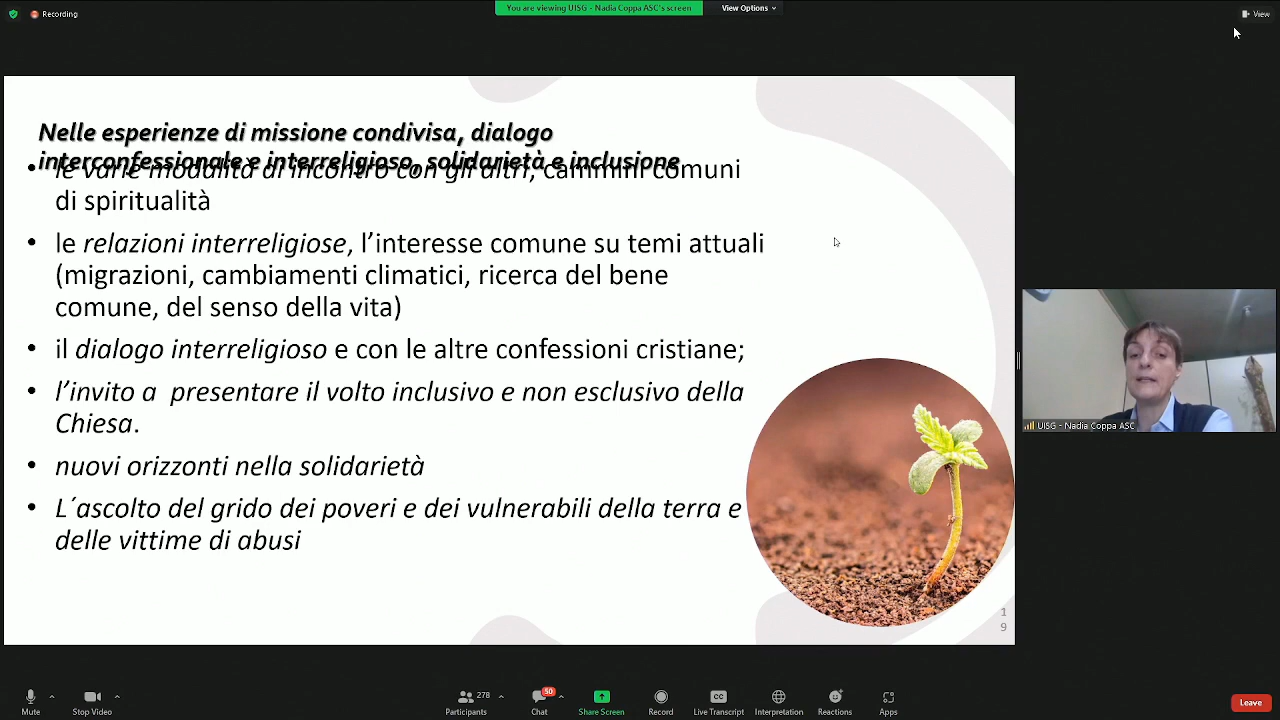 Recording
You are viewing UISG - Nadia Coppa ASC's screen
View Options
View
Nelle esperienze di missione condivisa, dialogo
interconfessionale e interreligioso, solidarietà e inclusione
• le varie modalità di incontro con gli altri, cammini comuni
di spiritualità
• le relazioni interreligiose, l’interesse comune su temi attuali
(migrazioni, cambiamenti climatici, ricerca del bene
comune, del senso della vita)
• il dialogo interreligioso e con le altre confessioni cristiane;
• l’invito a  presentare il volto inclusivo e non esclusivo della
Chiesa.
• nuovi orizzonti nella solidarietà
• L´ascolto del grido dei poveri e dei vulnerabili della terra e
delle vittime di abusi
1
9
UISG - Nadia Coppa ASC
Mute
Stop Video
Participants
278
Chat
50
Share Screen
Record
CC
Live Transcript
Interpretation
Reactions
Apps
Leave